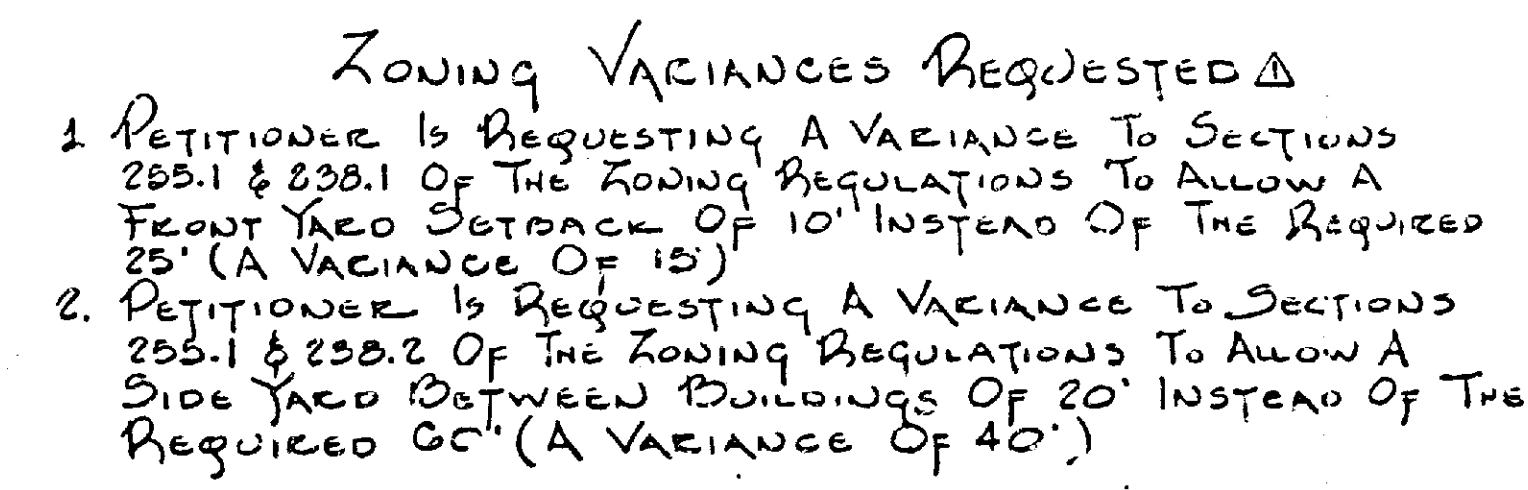 Zoning Variances Requested ⚠
1 Petitioner Is Requesting A Variance To Sections
255.1 & 238.1 Of The Zoning Regulations To Allow A
Front Yard Setback Of 10' Instead Of The Required
25' (A Variance Of 15')
2. Petitioner Is Requesting A Variance To Sections
255.1 & 238.2 Of The Zoning Regulations To Allow A
Side Yard Between Buildings Of 20' Instead Of The
Required 60' (A Variance Of 40')